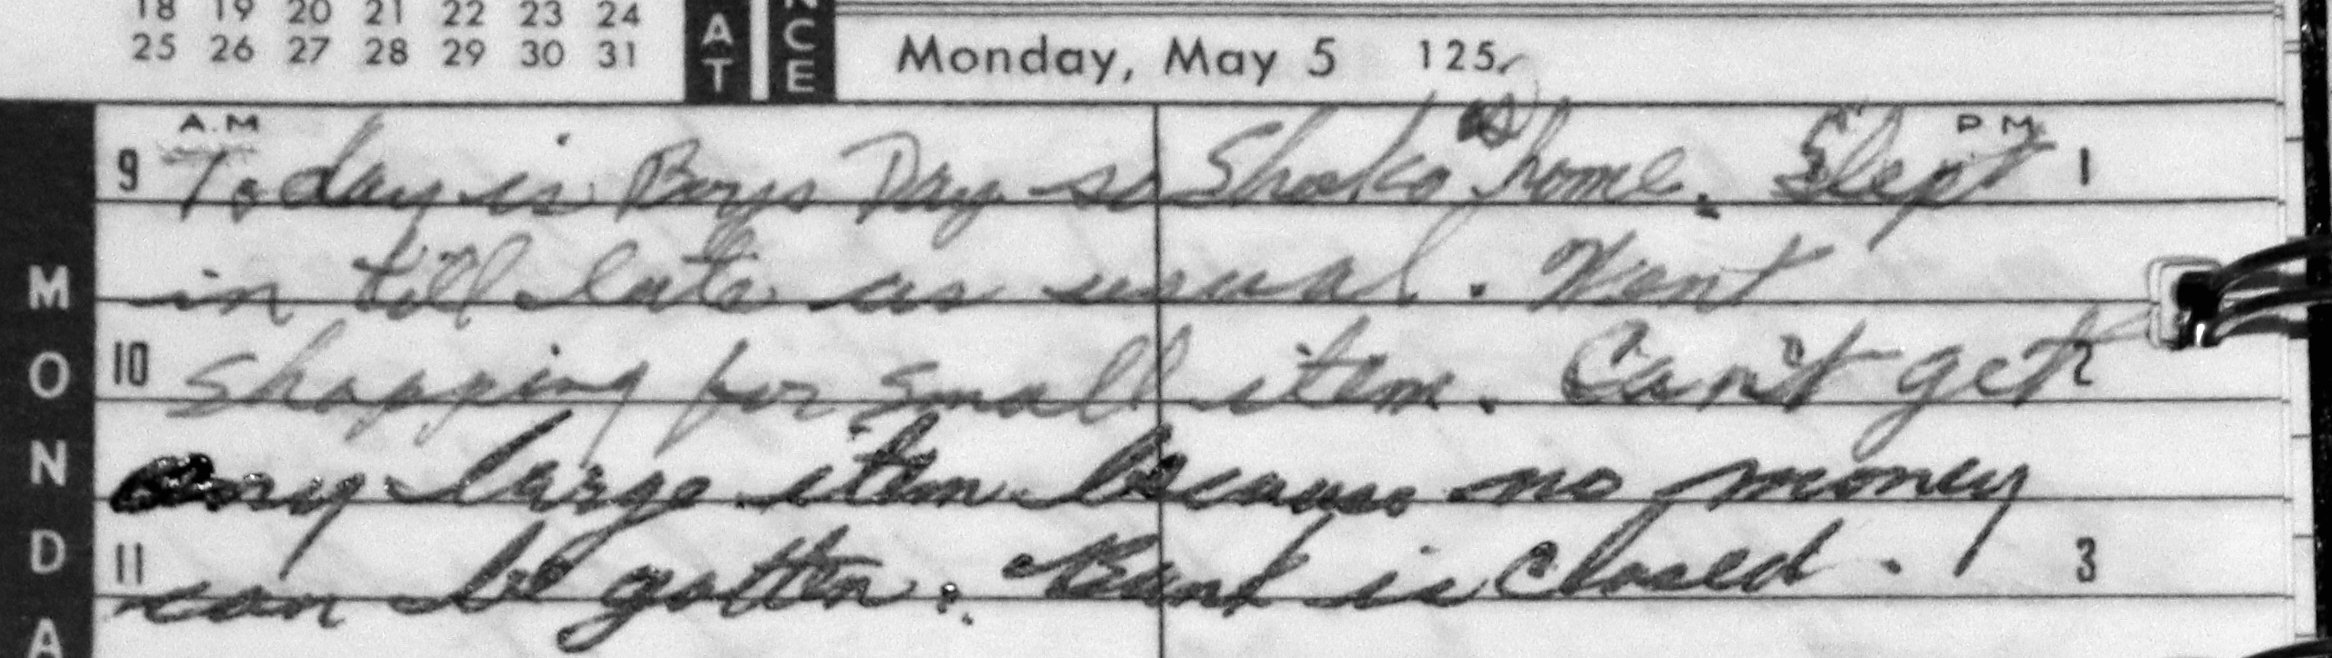 18 19 20 21 22 23 24
25 26 27 28 29 30 31
AT
NCE
Monday, May 5 125
A.M PM
9 Today is Boys Day so Shoko is home. Slept 1
in till late as usual. Went
10 shopping for small item. Can't get 2
any large item because no money
11 can be gotten. Bank is closed. 3
MONDA